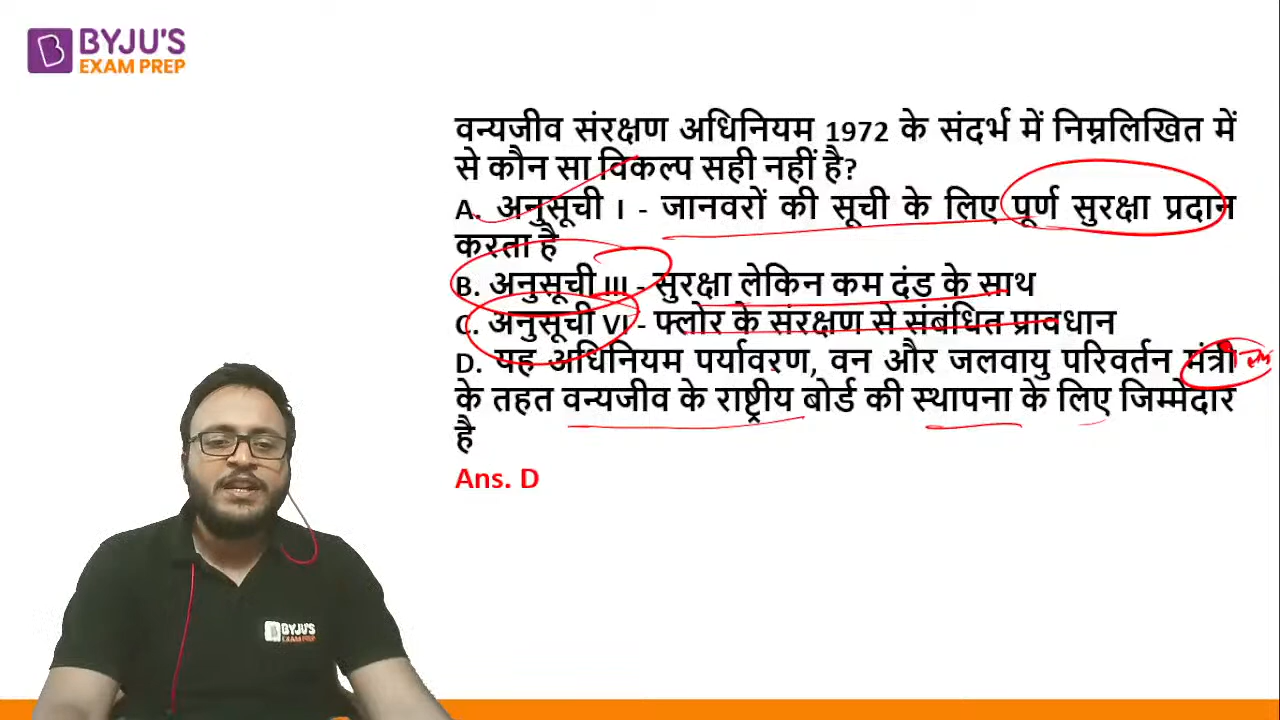 BYJU'S
EXAM PREP
वन्यजीव संरक्षण अधिनियम 1972 के संदर्भ में निम्नलिखित में
से कौन सा विकल्प सही नहीं है?
A. अनुसूची I - जानवरों की सूची के लिए पूर्ण सुरक्षा प्रदान
करता है
B. अनुसूची III - सुरक्षा लेकिन कम दंड के साथ
C. अनुसूची VI - फ्लोर के संरक्षण से संबंधित प्रावधान
D. यह अधिनियम पर्यावरण, वन और जलवायु परिवर्तन मंत्री
के तहत वन्यजीव के राष्ट्रीय बोर्ड की स्थापना के लिए जिम्मेदार
है
Ans. D
BYJU'S
EXAM PREP